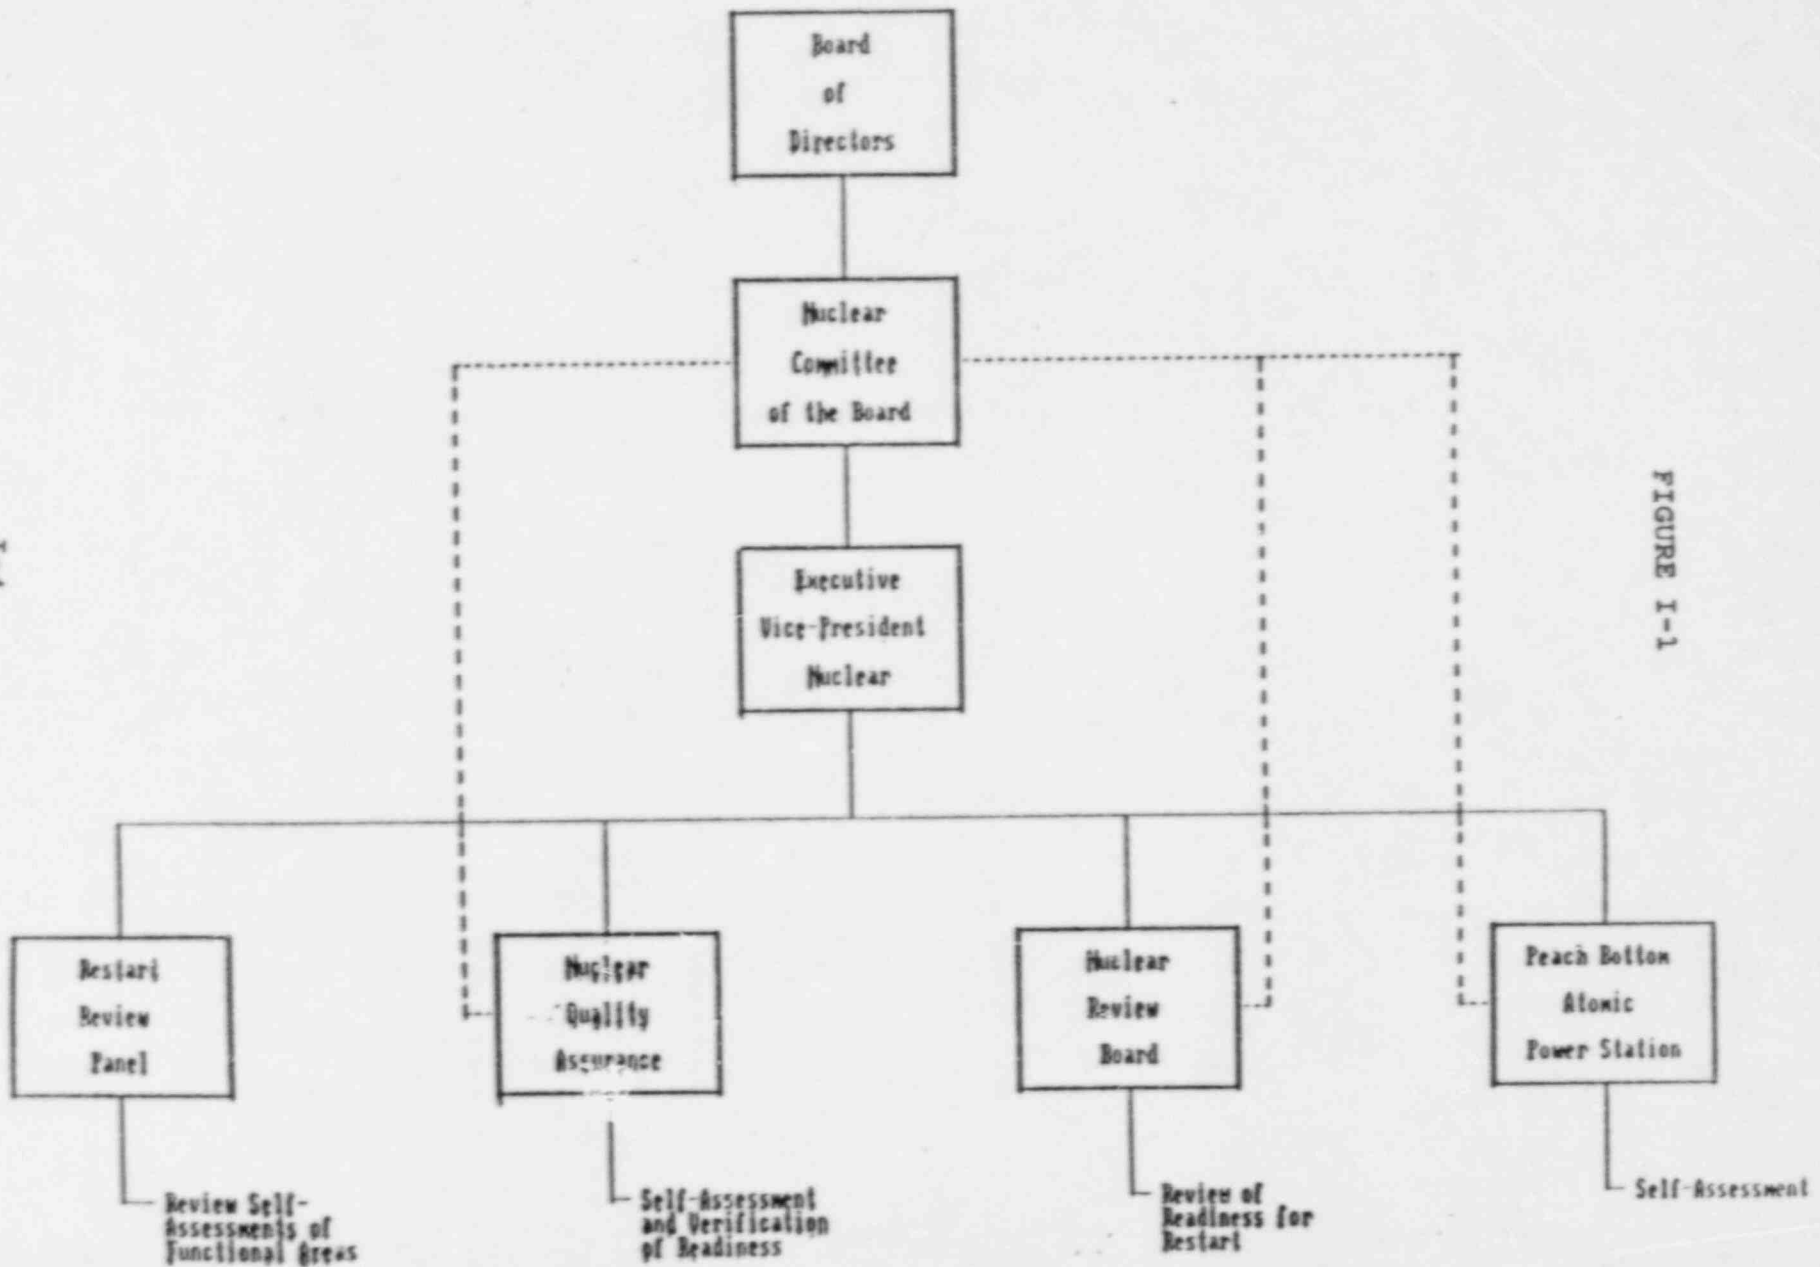 Board
of
Directors
Nuclear
Committee
of the Board
Executive
Vice-President
Nuclear
FIGURE I-1
Restart
Review
Panel
Nuclear
Quality
Assurance
Nuclear
Review
Board
Peach Bottom
Atomic
Power Station
Review Self-
Assessments of
Functional Areas
Self-Assessment
and Verification
of Readiness
Review of
Readiness for
Restart
Self-Assessment